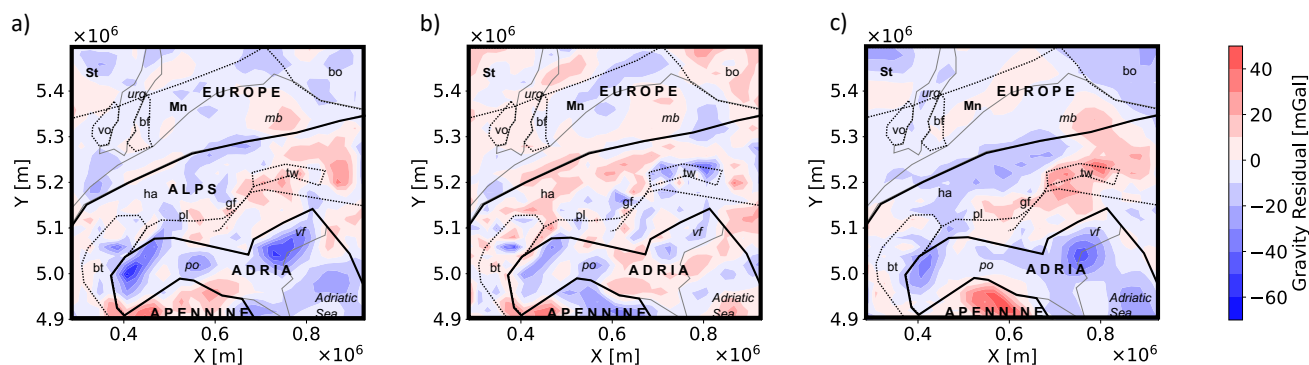 a)
×10⁶
St
bo
urg
EUROPE
Mn
vo
bf
mb
5.4
5.3
5.2
5.1
5.0
4.9
Y [m]
ha
ALPS
tw
gf
pl
vf
bt
po
ADRIA
Adriatic
Sea
APENNINE
0.4
0.6
0.8
X [m]
×10⁶
b)
×10⁶
St
bo
urg
EUROPE
Mn
vo
bf
mb
5.4
5.3
5.2
5.1
5.0
4.9
Y [m]
ha
ALPS
tw
gf
pl
vf
bt
po
ADRIA
Adriatic
Sea
APENNINE
0.4
0.6
0.8
X [m]
×10⁶
c)
×10⁶
St
bo
urg
EUROPE
Mn
vo
bf
mb
5.4
5.3
5.2
5.1
5.0
4.9
Y [m]
ha
tw
gf
pl
vf
bt
po
ADRIA
Adriatic
Sea
APENNINE
0.4
0.6
0.8
X [m]
×10⁶
40
20
0
−20
−40
−60
Gravity Residual [mGal]